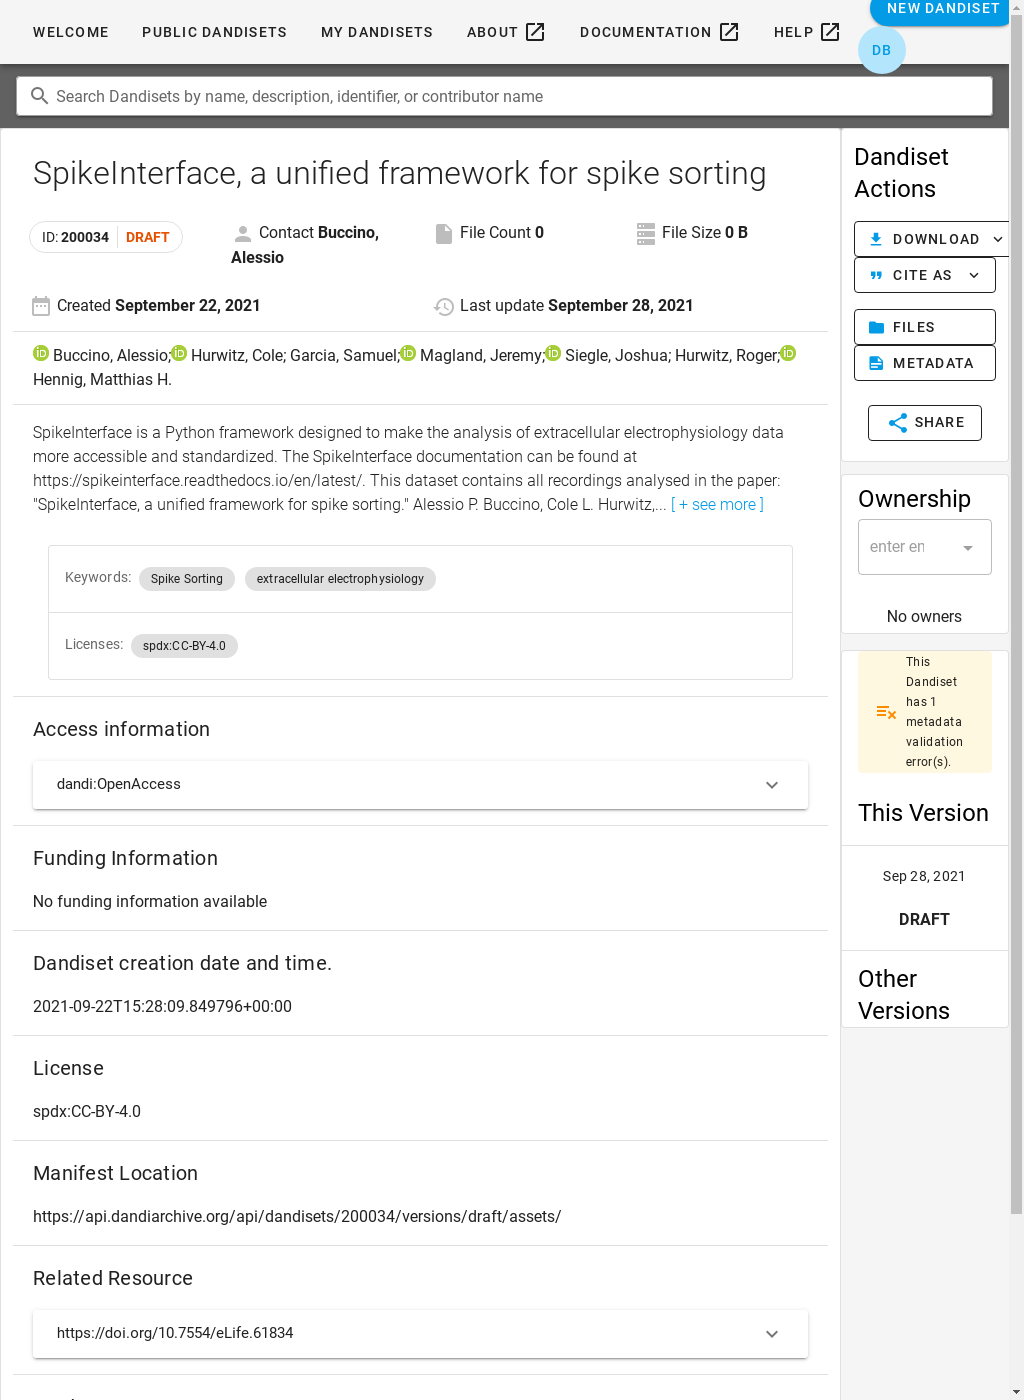 WELCOME PUBLIC DANDISETS MY DANDISETS ABOUT DOCUMENTATION HELP NEW DANDISET
DB
Search Dandisets by name, description, identifier, or contributor name
SpikeInterface, a unified framework for spike sorting
ID: 200034 DRAFT
Contact Buccino,
Alessio
File Count 0
File Size 0 B
Created September 22, 2021
Last update September 28, 2021
Buccino, Alessio; Hurwitz, Cole; Garcia, Samuel; Magland, Jeremy; Siegle, Joshua; Hurwitz, Roger;
Hennig, Matthias H.
SpikeInterface is a Python framework designed to make the analysis of extracellular electrophysiology data
more accessible and standardized. The SpikeInterface documentation can be found at
https://spikeinterface.readthedocs.io/en/latest/. This dataset contains all recordings analysed in the paper:
"SpikeInterface, a unified framework for spike sorting." Alessio P. Buccino, Cole L. Hurwitz,... [ + see more ]
Keywords: Spike Sorting extracellular electrophysiology
Licenses: spdx:CC-BY-4.0
Access information
dandi:OpenAccess
Funding Information
No funding information available
Dandiset creation date and time.
2021-09-22T15:28:09.849796+00:00
License
spdx:CC-BY-4.0
Manifest Location
https://api.dandiarchive.org/api/dandisets/200034/versions/draft/assets/
Related Resource
https://doi.org/10.7554/eLife.61834
Dandiset
Actions
DOWNLOAD
CITE AS
FILES
METADATA
SHARE
Ownership
enter en
No owners
This
Dandiset
has 1
metadata
validation
error(s).
This Version
Sep 28, 2021
DRAFT
Other
Versions